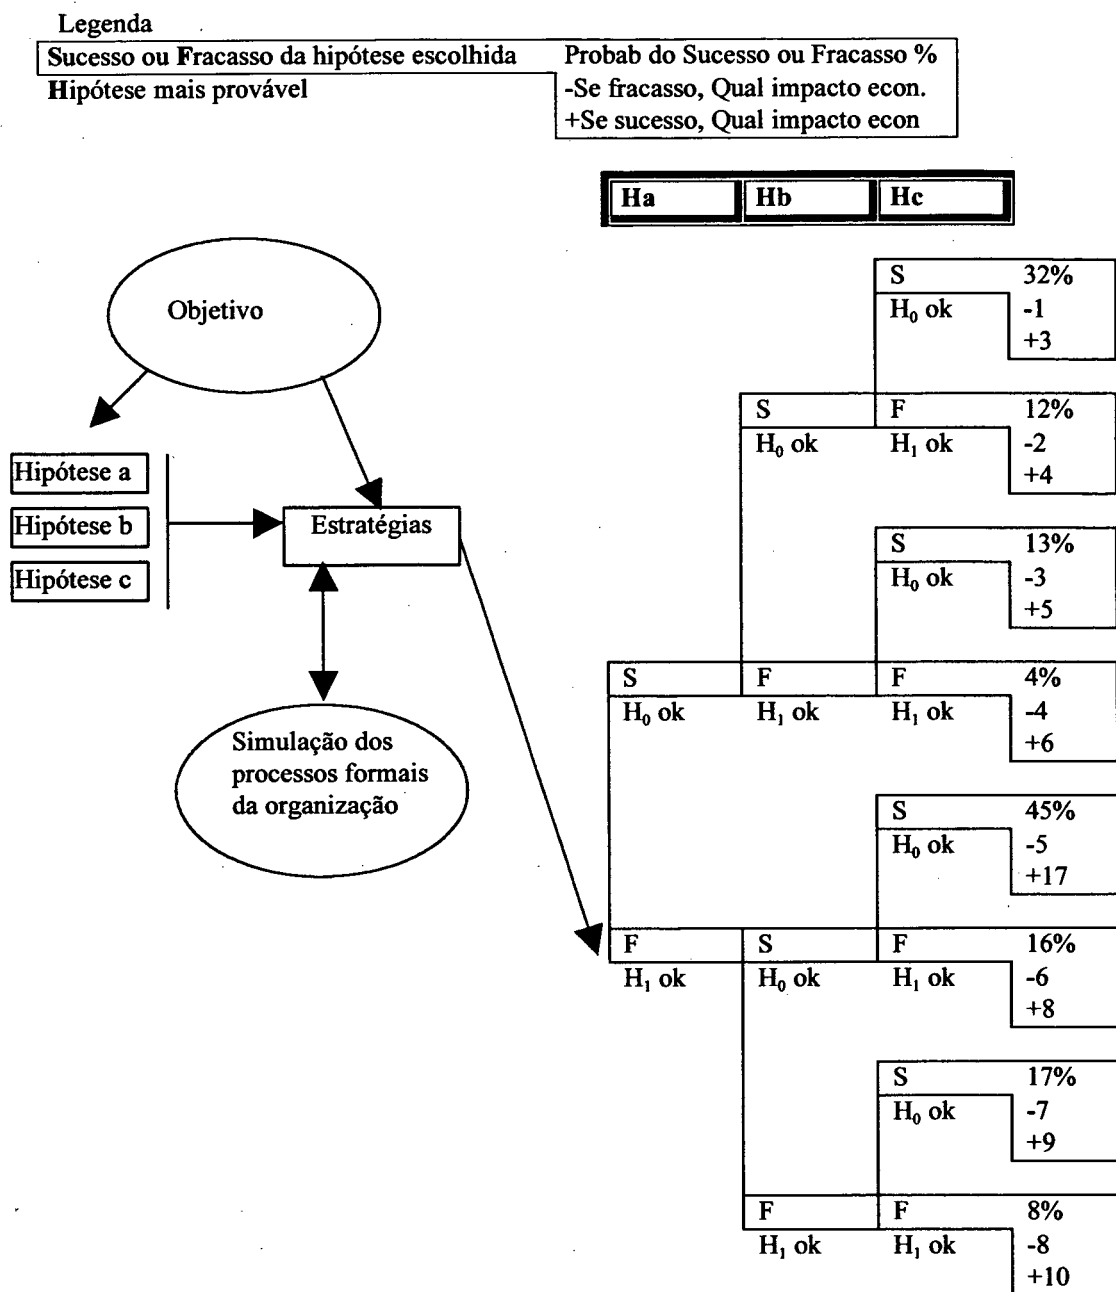 Legenda
Sucesso ou Fracasso da hipótese escolhida Probab do Sucesso ou Fracasso %
Hipótese mais provável -Se fracasso, Qual impacto econ.
+Se sucesso, Qual impacto econ
Ha Hb Hc
S 32%
H₀ ok -1
+3
Objetivo
S F 12%
H₀ ok H₁ ok -2
+4
Hipótese a
Hipótese b
Hipótese c
Estratégias
S 13%
H₀ ok -3
+5
S F F 4%
H₀ ok H₁ ok H₁ ok -4
+6
Simulação dos
processos formais
da organização
S 45%
H₀ ok -5
+17
F S F 16%
H₁ ok H₀ ok H₁ ok -6
+8
S 17%
H₀ ok -7
+9
F F 8%
H₁ ok H₁ ok -8
+10